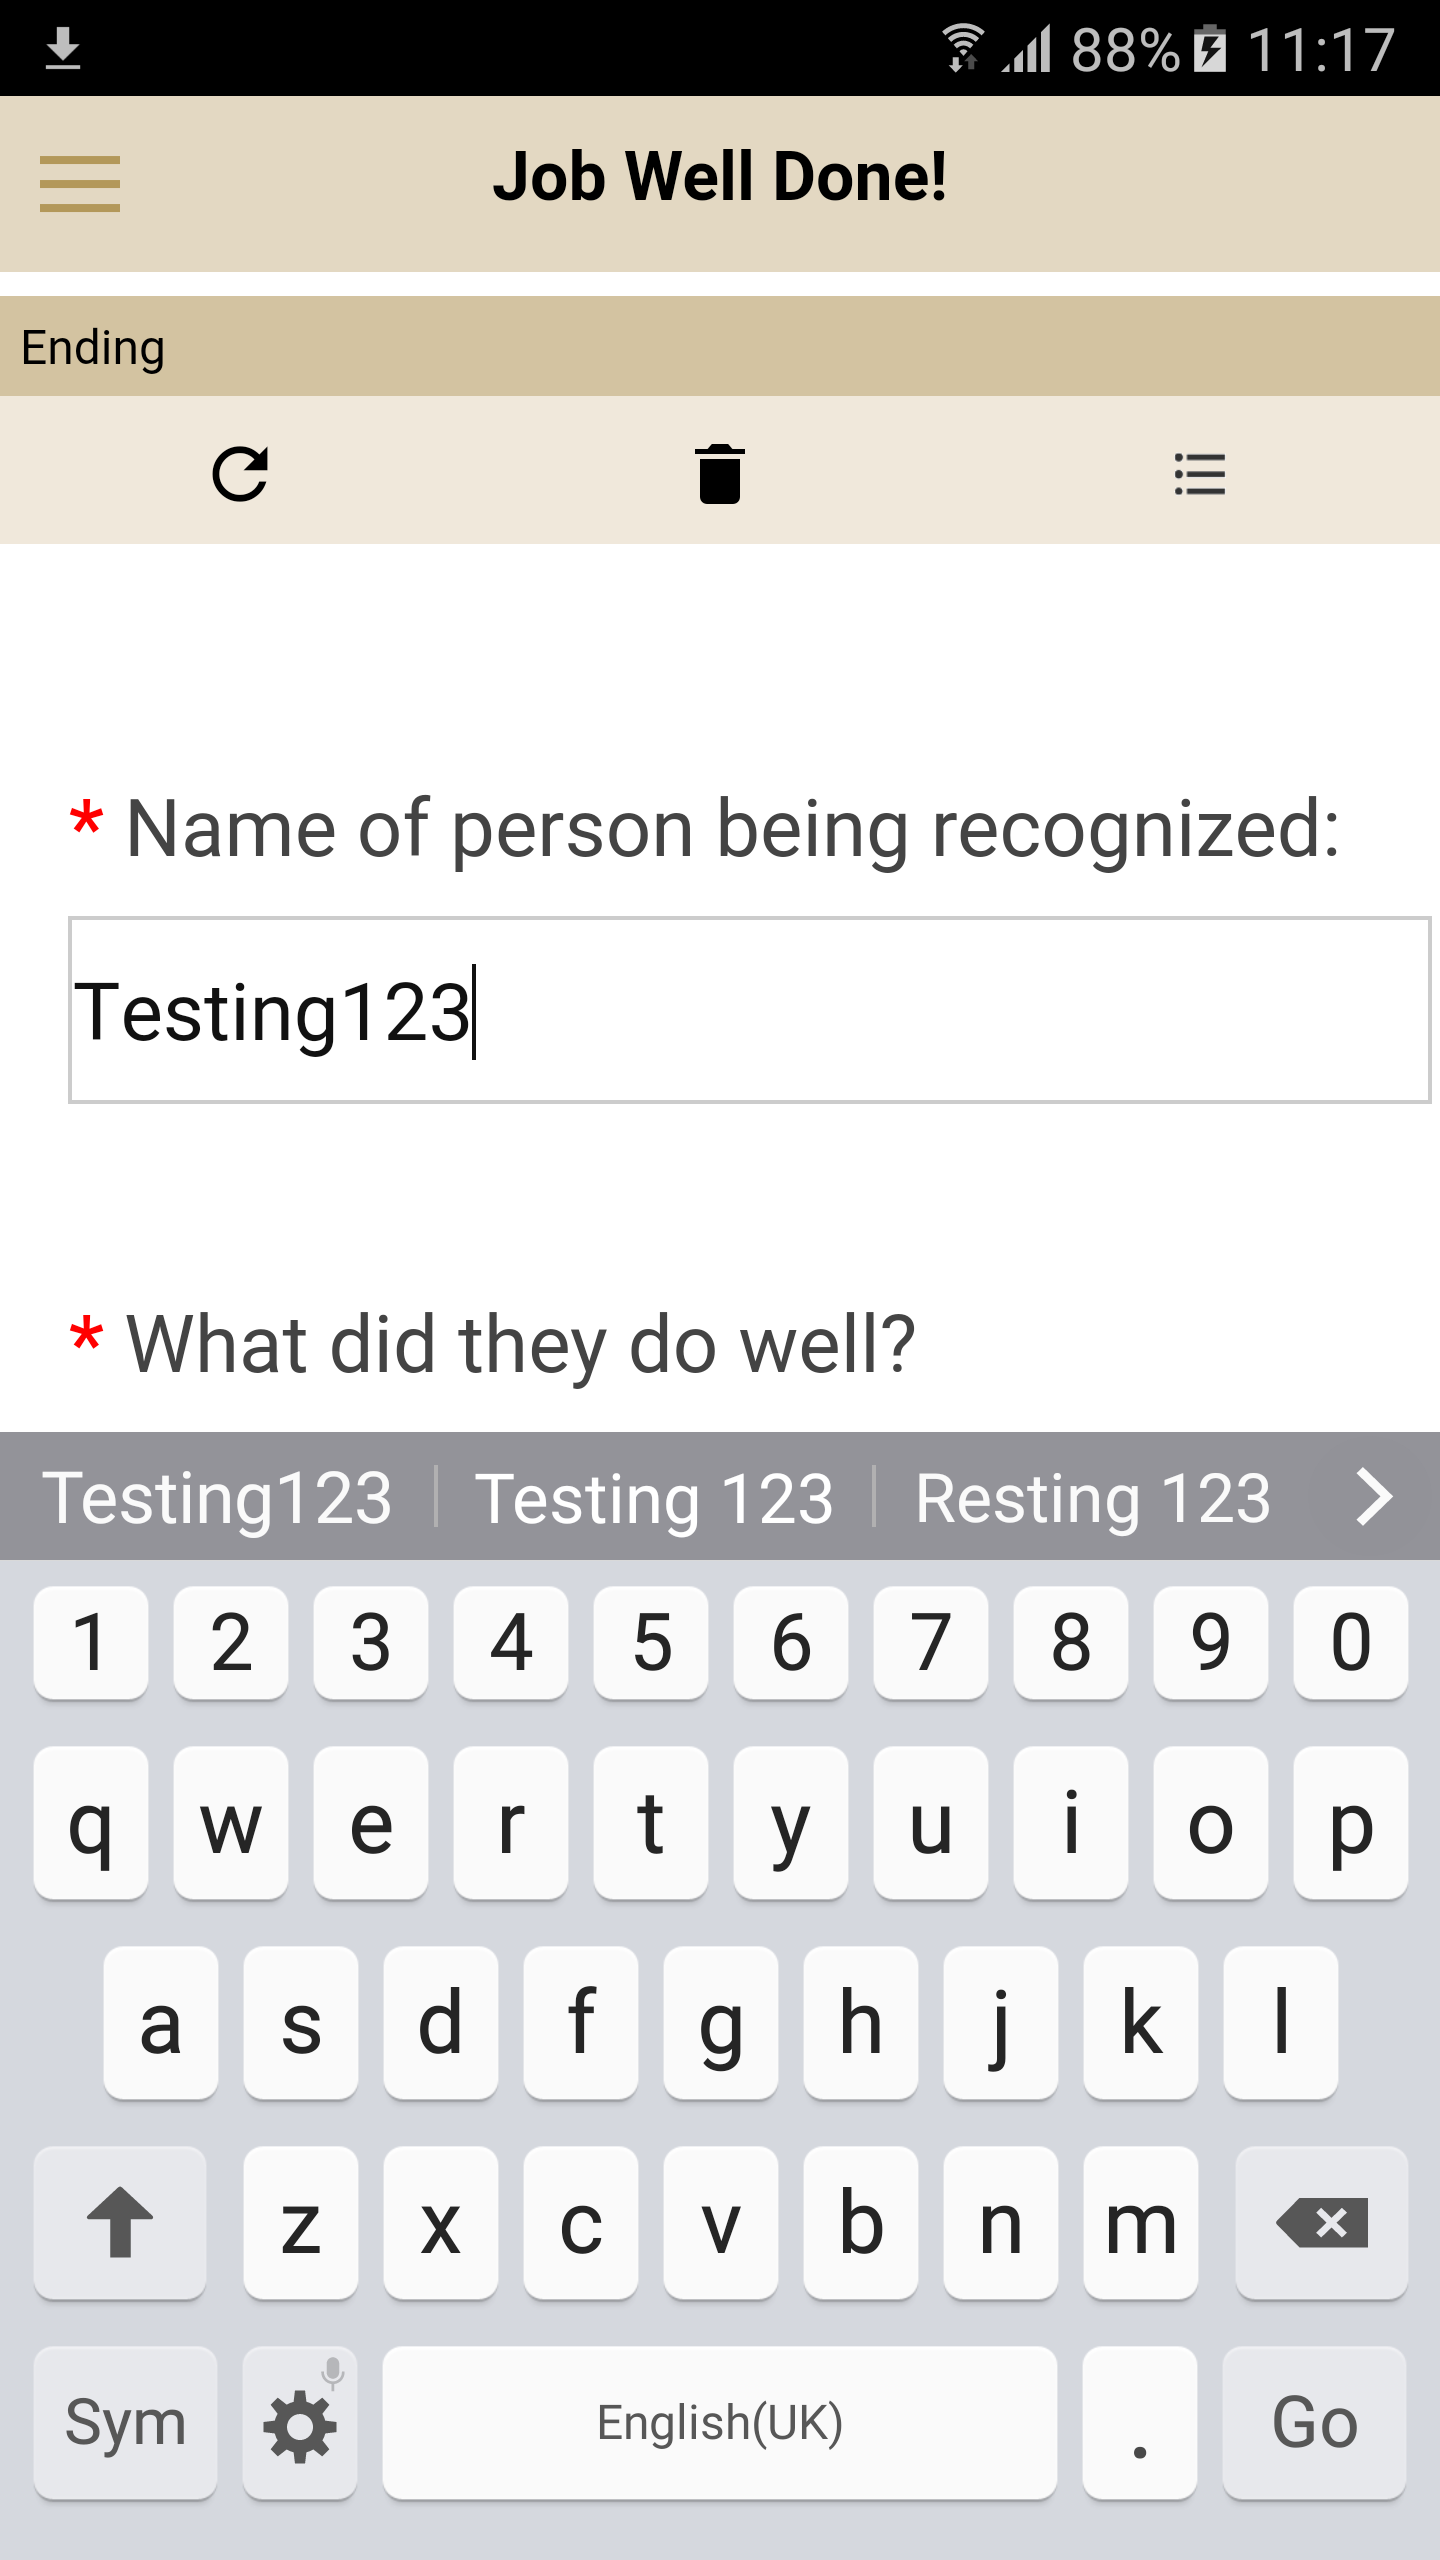 88% 11:17
Job Well Done!
Ending
* Name of person being recognized:
Testing123
* What did they do well?
Testing123 Testing 123 Resting 123
1 2 3 4 5 6 7 8 9 0
q w e r t y u i o p
a s d f g h j k l
z x c v b n m
Sym English(UK) . Go